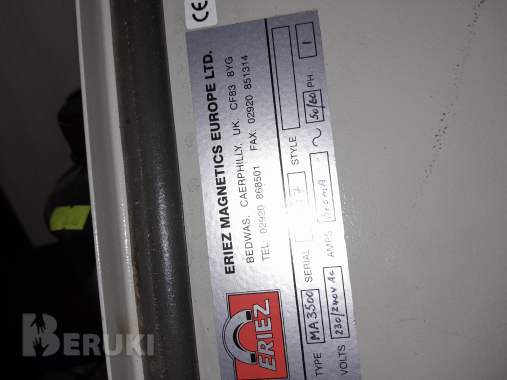 CE
ERIEZ MAGNETICS EUROPE LTD.
BEDWAS, CAERPHILLY, UK CF83 8YG
TEL 02920 868501 FAX: 02920 851314
ERIEZ
TYPE MA3500 SERIAL STYLE
VOLTS 230/240V AC AMPS ~ 50/60 PH 1
BERUKI